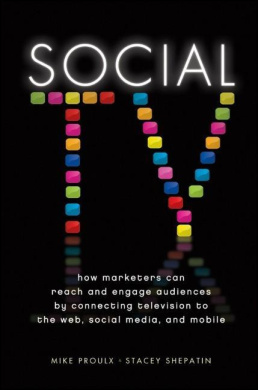 SOCIAL
TV
how marketers can
reach and engage audiences
by connecting television to
the web, social media, and mobile
MIKE PROULX • STACEY SHEPATIN